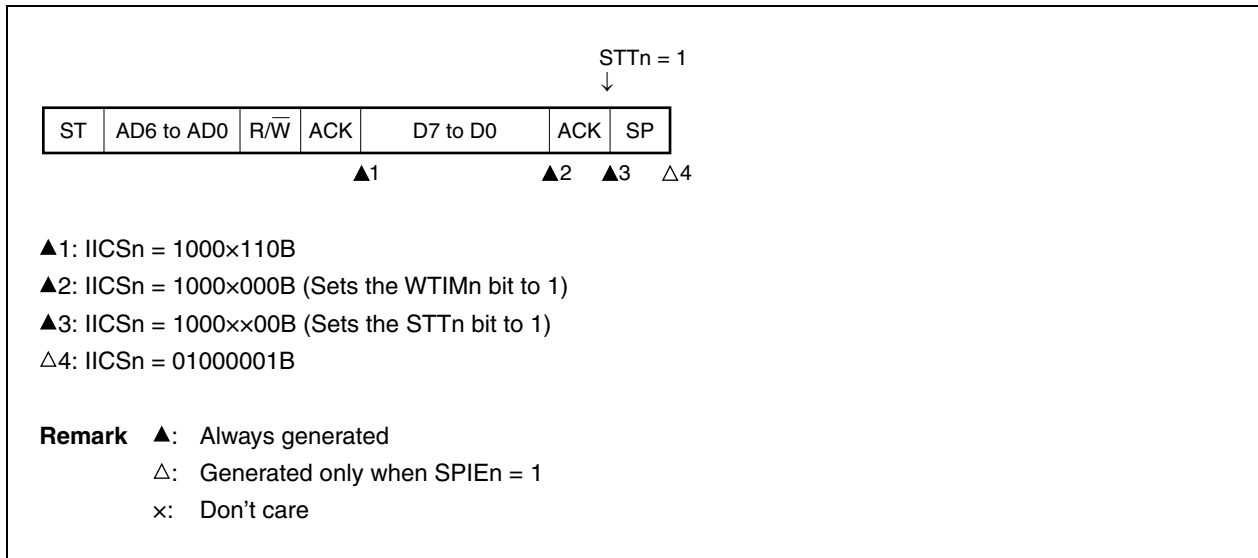 STTn = 1
↓
ST AD6 to AD0 R/W̅ ACK D7 to D0 ACK SP
▲1 ▲2 ▲3 △4
▲1: IICSn = 1000×110B
▲2: IICSn = 1000×000B (Sets the WTIMn bit to 1)
▲3: IICSn = 1000××00B (Sets the STTn bit to 1)
△4: IICSn = 01000001B
Remark ▲: Always generated
△: Generated only when SPIEn = 1
×: Don't care